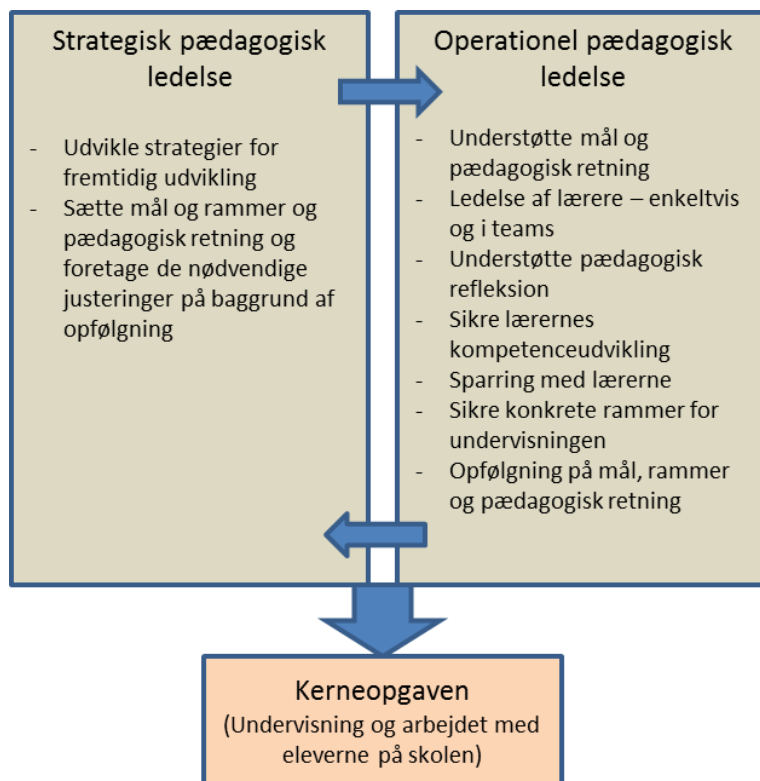 Strategisk pædagogisk
ledelse
- Udvikle strategier for
fremtidig udvikling
- Sætte mål og rammer og
pædagogisk retning og
foretage de nødvendige
justeringer på baggrund af
opfølgning
Operationel pædagogisk
ledelse
- Understøtte mål og
pædagogisk retning
- Ledelse af lærere – enkeltvis
og i teams
- Understøtte pædagogisk
refleksion
- Sikre lærernes
kompetenceudvikling
- Sparring med lærerne
- Sikre konkrete rammer for
undervisningen
- Opfølgning på mål, rammer
og pædagogisk retning
Kerneopgaven
(Undervisning og arbejdet med
eleverne på skolen)